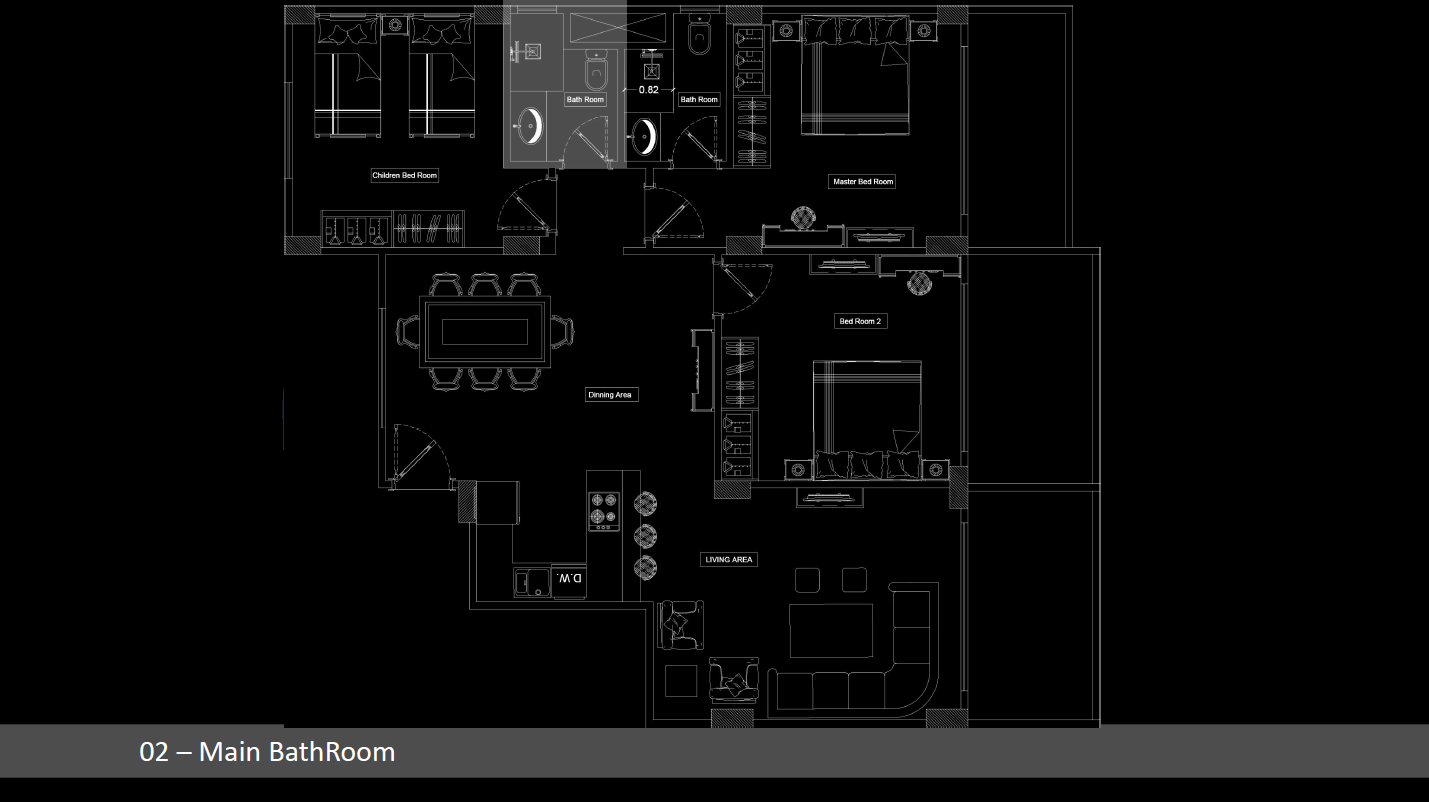 0.82
Bath Room
Bath Room
Children Bed Room
Master Bed Room
Bed Room 2
Dinning Area
LIVING AREA
D.W.
02 – Main BathRoom